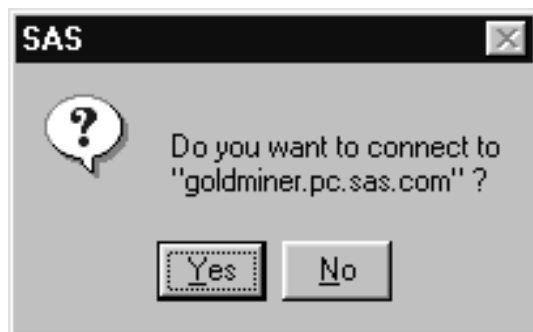 SAS
Do you want to connect to
"goldminer.pc.sas.com" ?
Yes No